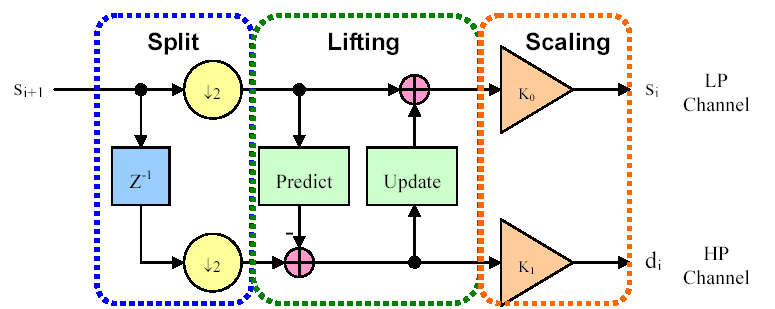 Split
Lifting
Scaling
sᵢ₊₁
↓2
K₀
sᵢ
LP
Channel
Z⁻¹
Predict
Update
-
↓2
K₁
dᵢ
HP
Channel